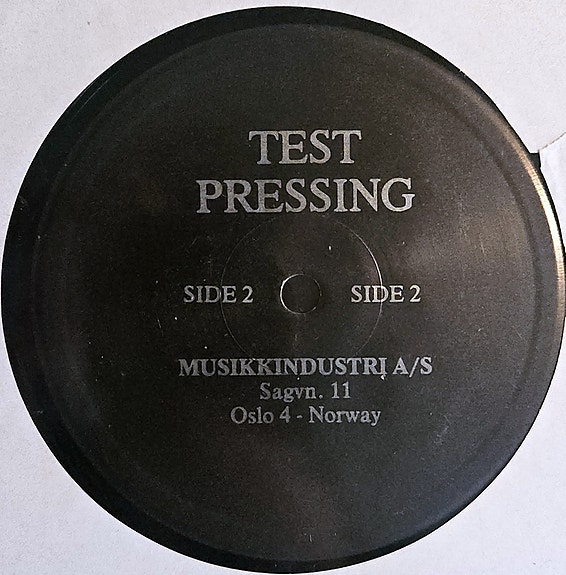 TEST
PRESSING
SIDE 2 SIDE 2
MUSIKKINDUSTRI A/S
Sagvn. 11
Oslo 4 - Norway